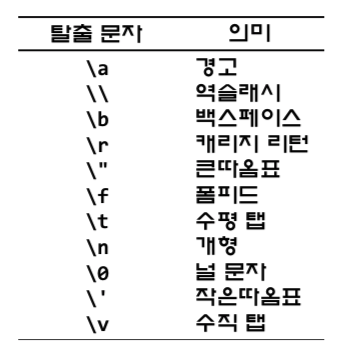 탈출 문자 의미
\a 경고
\\ 역슬래시
\b 백스페이스
\r 캐리지 리턴
\" 큰따옴표
\f 폼피드
\t 수평 탭
\n 개행
\0 널 문자
\' 작은따옴표
\v 수직 탭